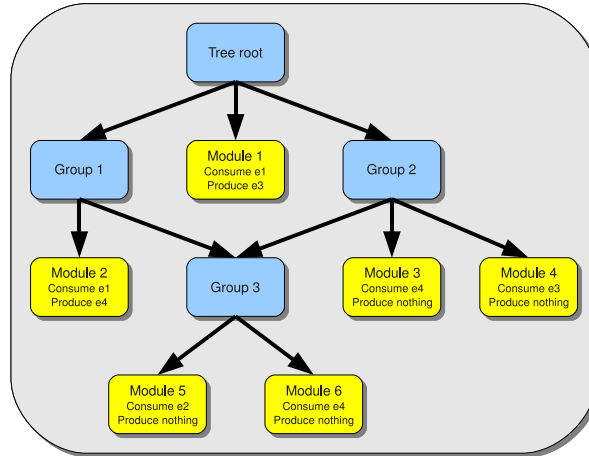 Tree root
Group 1
Module 1
Consume e1
Produce e3
Group 2
Module 2
Consume e1
Produce e4
Group 3
Module 3
Consume e4
Produce nothing
Module 4
Consume e3
Produce nothing
Module 5
Consume e2
Produce nothing
Module 6
Consume e4
Produce nothing